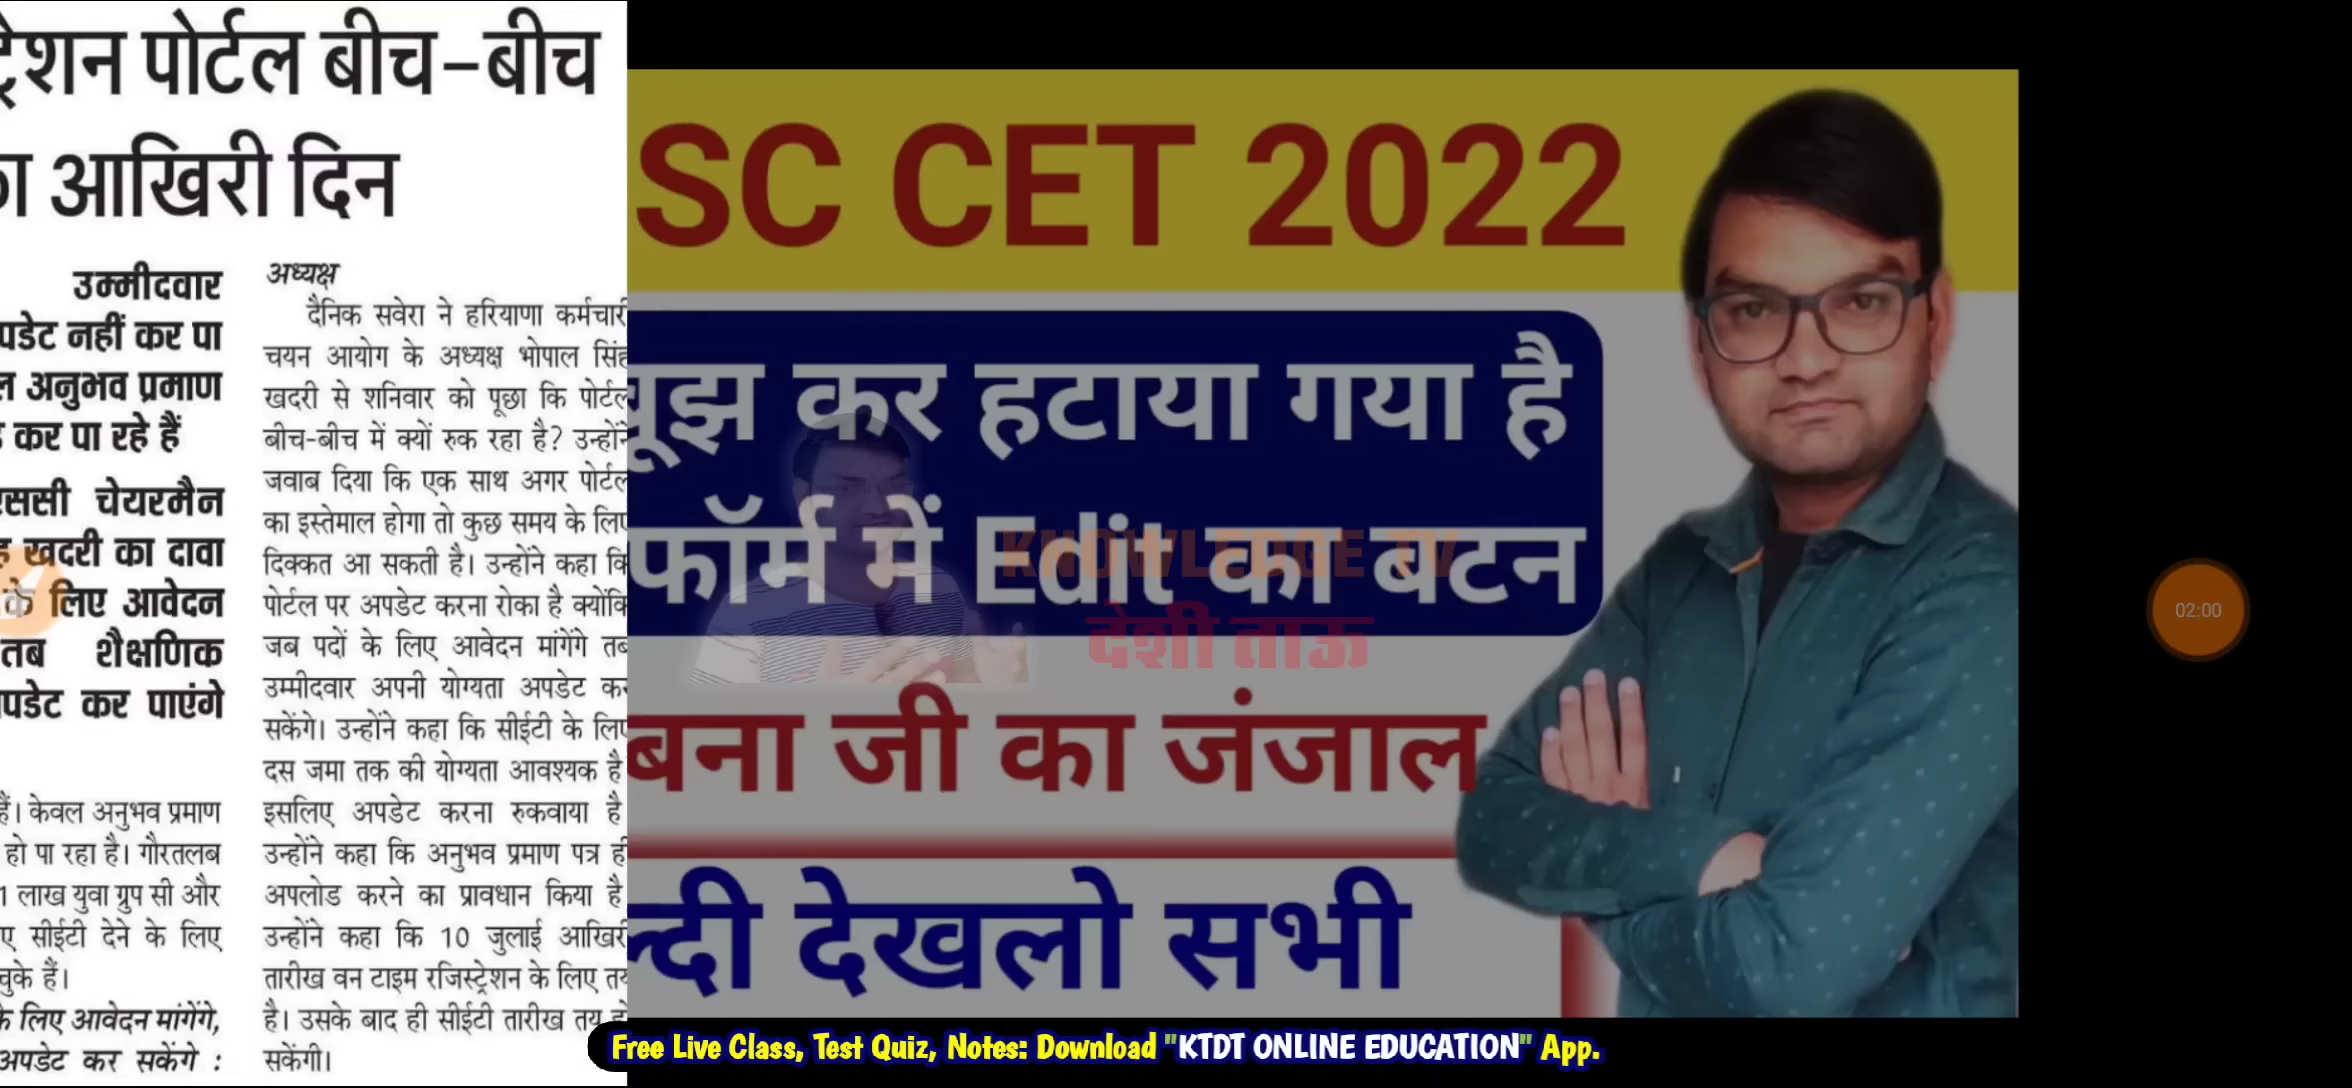 ट्रेशन पोर्टल बीच-बीच
का आखिरी दिन
उम्मीदवार
पडेट नहीं कर पा
अनुभव प्रमाण
कर पा रहे हैं
चेयरमैन
खदरी का दावा
के लिए आवेदन
तब शैक्षणिक
पडेट कर पाएंगे
हैं। केवल अनुभव प्रमाण
हो पा रहा है। गौरतलब
1 लाख युवा ग्रुप सी और
ए सीईटी देने के लिए
चुके हैं।
के लिए आवेदन मांगेंगे,
अपडेट कर सकेंगे :
अध्यक्ष
दैनिक सवेरा ने हरियाणा कर्मचारी
चयन आयोग के अध्यक्ष भोपाल सिंह
खदरी से शनिवार को पूछा कि पोर्टल
बीच-बीच में क्यों रुक रहा है? उन्होंने
जवाब दिया कि एक साथ अगर पोर्टल
का इस्तेमाल होगा तो कुछ समय के लिए
दिक्कत आ सकती है। उन्होंने कहा कि
पोर्टल पर अपडेट करना रोका है क्योंकि
जब पदों के लिए आवेदन मांगेंगे तब
उम्मीदवार अपनी योग्यता अपडेट कर
सकेंगे। उन्होंने कहा कि सीईटी के लिए
दस जमा तक की योग्यता आवश्यक है
इसलिए अपडेट करना रुकवाया है
उन्होंने कहा कि अनुभव प्रमाण पत्र ही
अपलोड करने का प्रावधान किया है
उन्होंने कहा कि 10 जुलाई आखिरी
तारीख वन टाइम रजिस्ट्रेशन के लिए तय
है। उसके बाद ही सीईटी तारीख तय हो
सकेंगी।
SC CET 2022
बूझ कर हटाया गया है
फॉर्म में Edit का बटन
KNOWLEDGE TV
देशी ताऊ
बना जी का जंजाल
ल्दी देखलो सभी
02:00
Free Live Class, Test Quiz, Notes: Download "KTDT ONLINE EDUCATION" App.